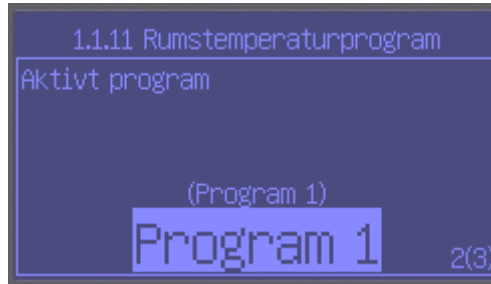 1.1.11 Rumstemperaturprogram
Aktivt program
(Program 1)
Program 1
2(3)